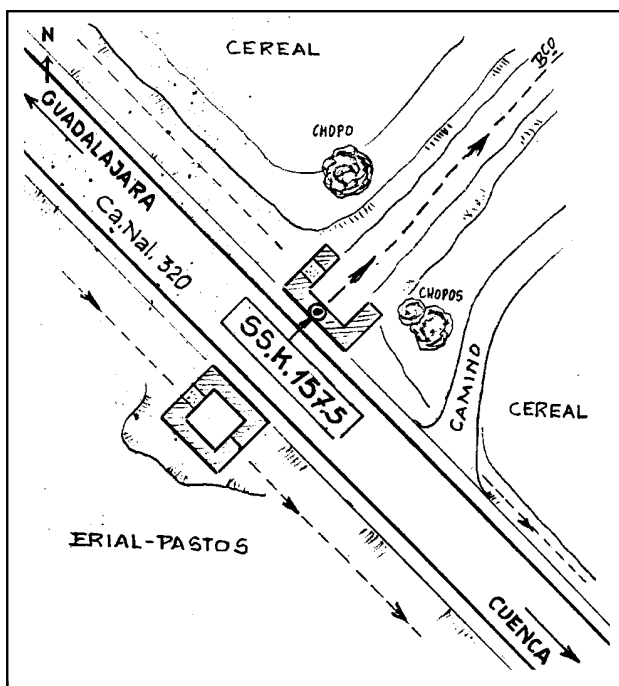 N
CEREAL
BCO
GUADALAJARA
CHOPO
Ca.Nal. 320
CHOPOS
SS.K.157.5
CAMINO
CEREAL
ERIAL-PASTOS
CUENCA